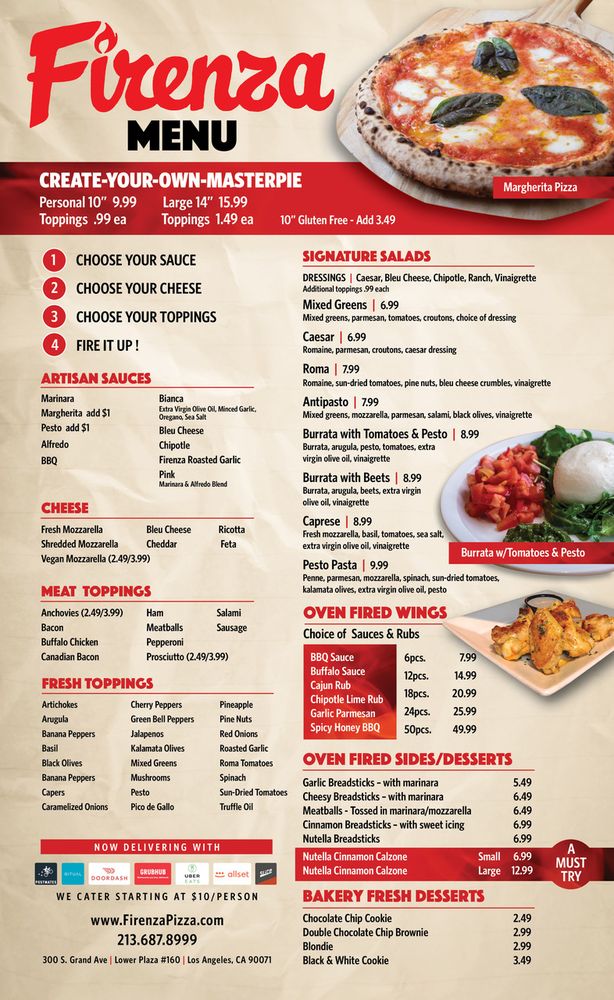 Firenza
MENU
Margherita Pizza
CREATE-YOUR-OWN-MASTERPIE
Personal 10" 9.99 Large 14" 15.99
Toppings .99 ea Toppings 1.49 ea 10" Gluten Free - Add 3.49
1 CHOOSE YOUR SAUCE
2 CHOOSE YOUR CHEESE
3 CHOOSE YOUR TOPPINGS
4 FIRE IT UP !
ARTISAN SAUCES
Marinara
Margherita add $1
Pesto add $1
Alfredo
BBQ
Bianca
Extra Virgin Olive Oil, Minced Garlic,
Oregano, Sea Salt
Bleu Cheese
Chipotle
Firenza Roasted Garlic
Pink
Marinara & Alfredo Blend
CHEESE
Fresh Mozzarella Bleu Cheese Ricotta
Shredded Mozzarella Cheddar Feta
Vegan Mozzarella (2.49/3.99)
MEAT TOPPINGS
Anchovies (2.49/3.99) Ham Salami
Bacon Meatballs Sausage
Buffalo Chicken Pepperoni
Canadian Bacon Prosciutto (2.49/3.99)
FRESH TOPPINGS
Artichokes Cherry Peppers Pineapple
Arugula Green Bell Peppers Pine Nuts
Banana Peppers Jalapenos Red Onions
Basil Kalamata Olives Roasted Garlic
Black Olives Mixed Greens Roma Tomatoes
Banana Peppers Mushrooms Spinach
Capers Pesto Sun-Dried Tomatoes
Caramelized Onions Pico de Gallo Truffle Oil
NOW DELIVERING WITH
POSTMATES RITUAL DOORDASH GRUBHUB UBER EATS allset SLICE
WE CATER STARTING AT $10/PERSON
www.FirenzaPizza.com
213.687.8999
300 S. Grand Ave | Lower Plaza #160 | Los Angeles, CA 90071
SIGNATURE SALADS
DRESSINGS | Caesar, Bleu Cheese, Chipotle, Ranch, Vinaigrette
Additional toppings .99 each
Mixed Greens | 6.99
Mixed greens, parmesan, tomatoes, croutons, choice of dressing
Caesar | 6.99
Romaine, parmesan, croutons, caesar dressing
Roma | 7.99
Romaine, sun-dried tomatoes, pine nuts, bleu cheese crumbles, vinaigrette
Antipasto | 7.99
Mixed greens, mozzarella, parmesan, salami, black olives, vinaigrette
Burrata with Tomatoes & Pesto | 8.99
Burrata, arugula, pesto, tomatoes, extra
virgin olive oil, vinaigrette
Burrata with Beets | 8.99
Burrata, arugula, beets, extra virgin
olive oil, vinaigrette
Caprese | 8.99
Fresh mozzarella, basil, tomatoes, sea salt,
extra virgin olive oil, vinaigrette
Burrata w/Tomatoes & Pesto
Pesto Pasta | 9.99
Penne, parmesan, mozzarella, spinach, sun-dried tomatoes,
kalamata olives, extra virgin olive oil, pesto
OVEN FIRED WINGS
Choice of Sauces & Rubs
BBQ Sauce
Buffalo Sauce
Cajun Rub
Chipotle Lime Rub
Garlic Parmesan
Spicy Honey BBQ
6pcs. 7.99
12pcs. 14.99
18pcs. 20.99
24pcs. 25.99
50pcs. 49.99
OVEN FIRED SIDES/DESSERTS
Garlic Breadsticks – with marinara 5.49
Cheesy Breadsticks – with marinara 6.49
Meatballs - Tossed in marinara/mozzarella 6.49
Cinnamon Breadsticks – with sweet icing 6.99
Nutella Breadsticks 6.99
Nutella Cinnamon Calzone Small 6.99
Nutella Cinnamon Calzone Large 12.99
A
MUST
TRY
BAKERY FRESH DESSERTS
Chocolate Chip Cookie 2.49
Double Chocolate Chip Brownie 2.99
Blondie 2.99
Black & White Cookie 3.49